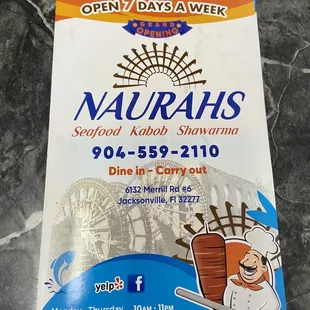 OPEN 7 DAYS A WEEK
GRAND
OPENING
NAURAHS
Seafood Kabob Shawarma
904-559-2110
Dine in - Carry out
6132 Merrill Rd #6
Jacksonville, Fl 32277
yelp f
Monday - Thursday 10AM - 11PM